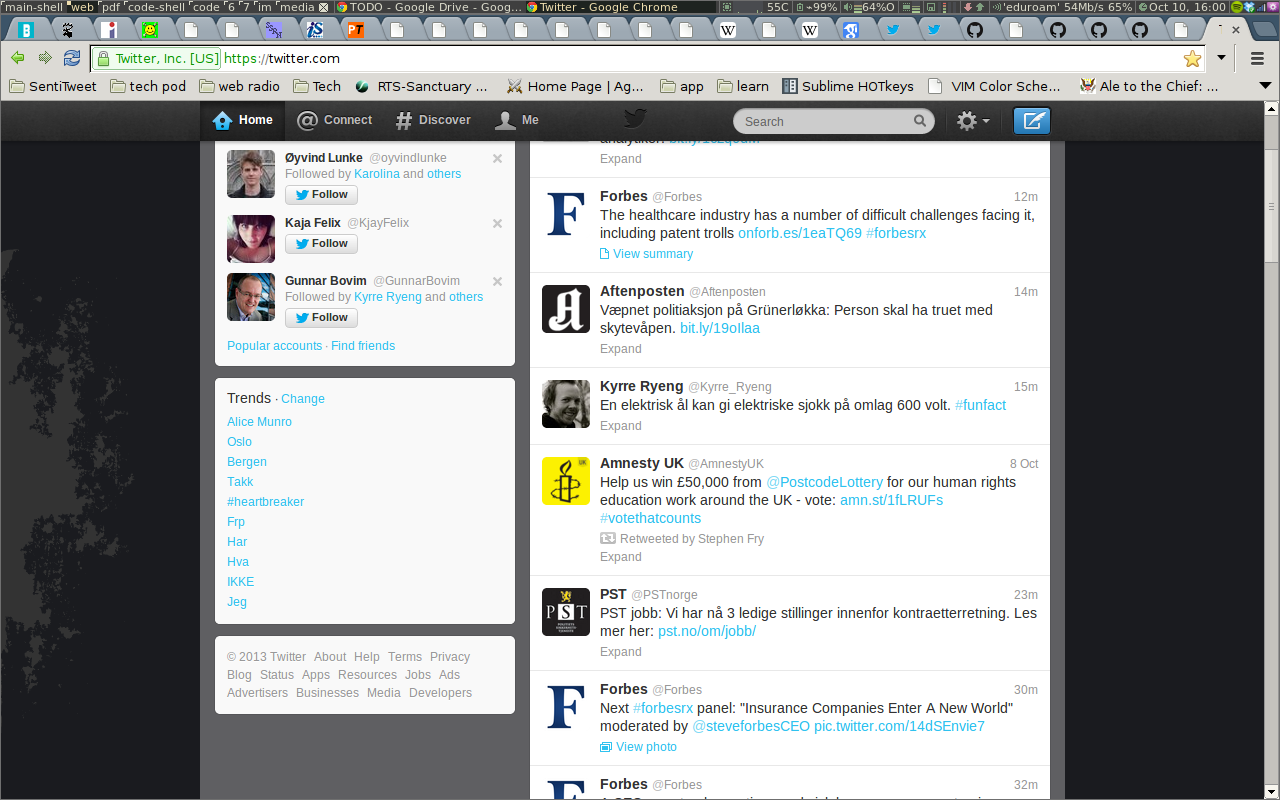 main-shell web pdf code-shell code 6 7 im media TODO - Google Drive - Goog... Twitter - Google Chrome 55C 99% 64%O 'eduroam' 54Mb/s 65% Oct 10, 16:00
Twitter, Inc. [US] https://twitter.com
SentiTweet tech pod web radio Tech RTS-Sanctuary ... Home Page | Ag... app learn Sublime HOTkeys VIM Color Sche... Ale to the Chief: ...
Home Connect Discover Me Search
Øyvind Lunke @oyvindlunke
Followed by Karolina and others
Follow
Kaja Felix @KjayFelix
Follow
Gunnar Bovim @GunnarBovim
Followed by Kyrre Ryeng and others
Follow
Popular accounts · Find friends
Trends · Change
Alice Munro
Oslo
Bergen
Takk
#heartbreaker
Frp
Har
Hva
IKKE
Jeg
© 2013 Twitter About Help Terms Privacy
Blog Status Apps Resources Jobs Ads
Advertisers Businesses Media Developers
Expand
Forbes @Forbes 12m
The healthcare industry has a number of difficult challenges facing it,
including patent trolls onforb.es/1eaTQ69 #forbesrx
View summary
Aftenposten @Aftenposten 14m
Væpnet politiaksjon på Grünerløkka: Person skal ha truet med
skytevåpen. bit.ly/19oIlaa
Expand
Kyrre Ryeng @Kyrre_Ryeng 15m
En elektrisk ål kan gi elektriske sjokk på omlag 600 volt. #funfact
Expand
Amnesty UK @AmnestyUK 8 Oct
Help us win £50,000 from @PostcodeLottery for our human rights
education work around the UK - vote: amn.st/1fLRUFs
#votethatcounts
Retweeted by Stephen Fry
Expand
PST @PSTnorge 23m
PST jobb: Vi har nå 3 ledige stillinger innenfor kontraetterretning. Les
mer her: pst.no/om/jobb/
Expand
Forbes @Forbes 30m
Next #forbesrx panel: "Insurance Companies Enter A New World"
moderated by @steveforbesCEO pic.twitter.com/14dSEnvie7
View photo
Forbes @Forbes 32m